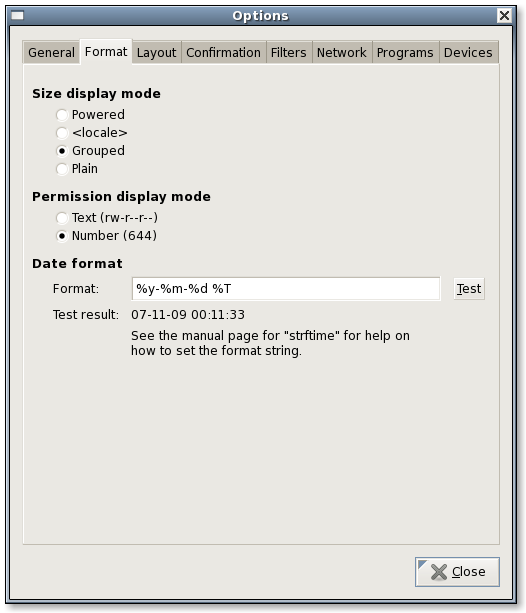 Options
General Format Layout Confirmation Filters Network Programs Devices
Size display mode
Powered
<locale>
Grouped
Plain
Permission display mode
Text (rw-r--r--)
Number (644)
Date format
Format: %y-%m-%d %T Test
Test result: 07-11-09 00:11:33
See the manual page for "strftime" for help on
how to set the format string.
Close